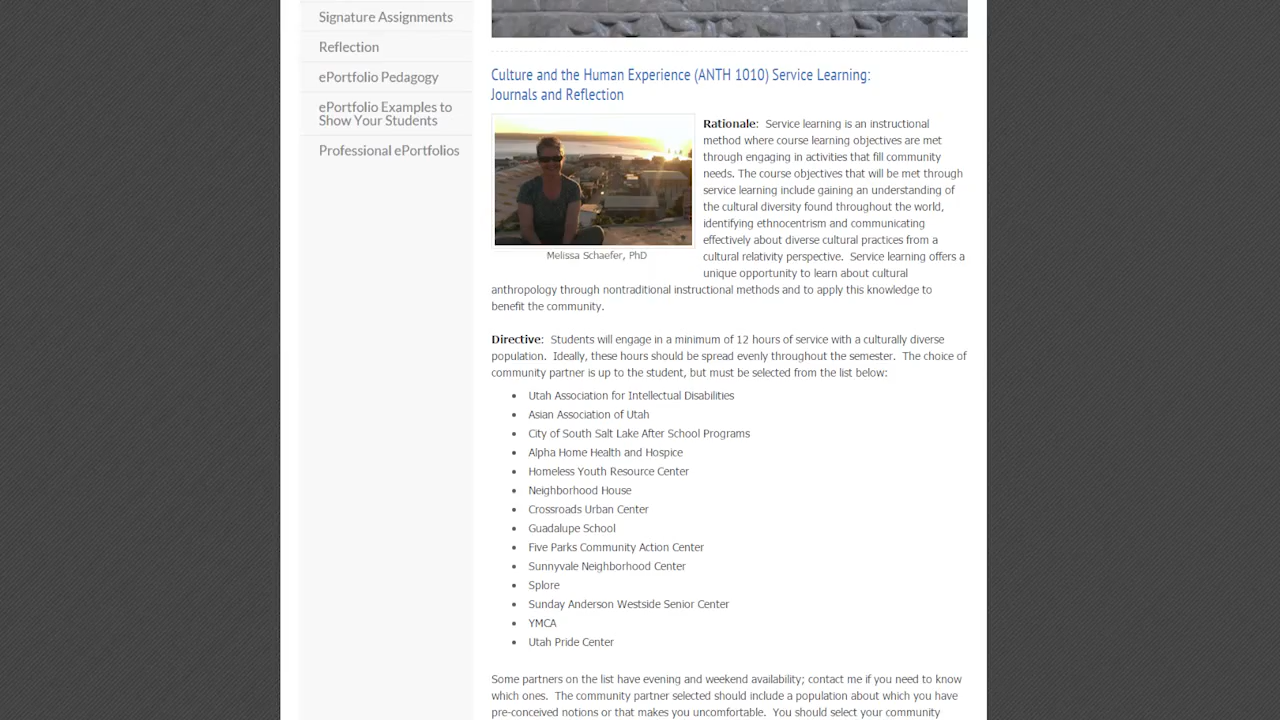 Signature Assignments
Reflection
ePortfolio Pedagogy
ePortfolio Examples to
Show Your Students
Professional ePortfolios
Culture and the Human Experience (ANTH 1010) Service Learning:
Journals and Reflection
Melissa Schaefer, PhD
Rationale:  Service learning is an instructional
method where course learning objectives are met
through engaging in activities that fill community
needs. The course objectives that will be met through
service learning include gaining an understanding of
the cultural diversity found throughout the world,
identifying ethnocentrism and communicating
effectively about diverse cultural practices from a
cultural relativity perspective.  Service learning offers a
unique opportunity to learn about cultural
anthropology through nontraditional instructional methods and to apply this knowledge to
benefit the community.
Directive:  Students will engage in a minimum of 12 hours of service with a culturally diverse
population.  Ideally, these hours should be spread evenly throughout the semester.  The choice of
community partner is up to the student, but must be selected from the list below:
• Utah Association for Intellectual Disabilities
• Asian Association of Utah
• City of South Salt Lake After School Programs
• Alpha Home Health and Hospice
• Homeless Youth Resource Center
• Neighborhood House
• Crossroads Urban Center
• Guadalupe School
• Five Parks Community Action Center
• Sunnyvale Neighborhood Center
• Splore
• Sunday Anderson Westside Senior Center
• YMCA
• Utah Pride Center
Some partners on the list have evening and weekend availability; contact me if you need to know
which ones.  The community partner selected should include a population about which you have
pre-conceived notions or that makes you uncomfortable.  You should select your community